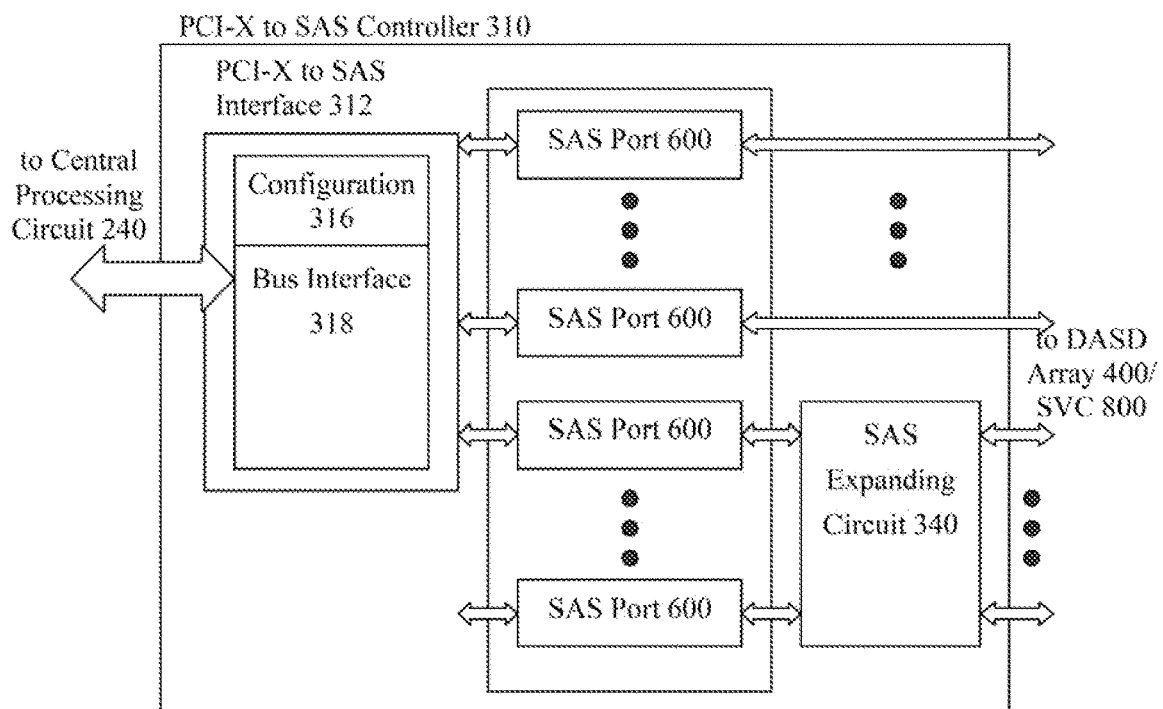 PCI-X to SAS Controller 310
PCI-X to SAS
Interface 312
to Central
Processing
Circuit 240
Configuration
316
Bus Interface
318
SAS Port 600
SAS Port 600
SAS Port 600
SAS Port 600
SAS
Expanding
Circuit 340
to DASD
Array 400/
SVC 800